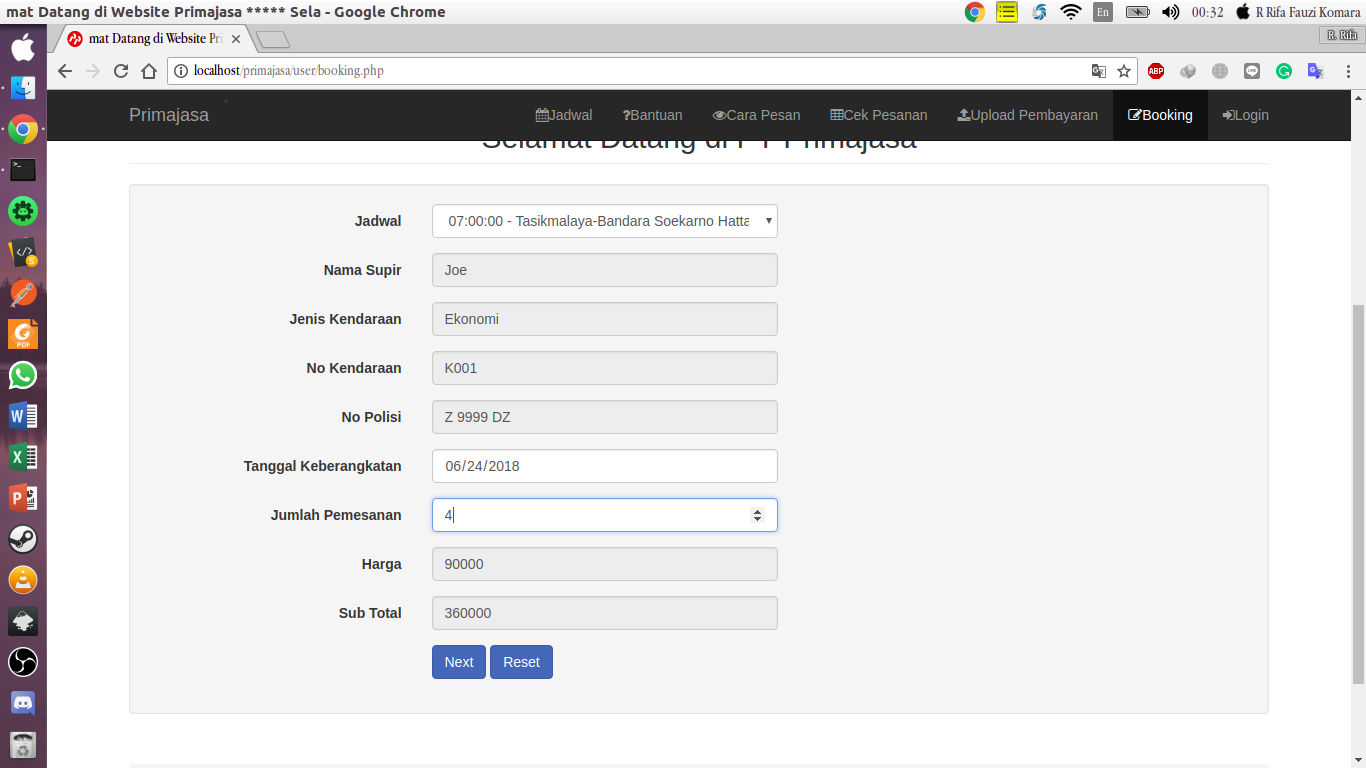 mat Datang di Website Primajasa ***** Sela - Google Chrome
En
00:32
R Rifa Fauzi Komara
mat Datang di Website Pri
R. Rifa
localhost/primajasa/user/booking.php
ABP
Primajasa
Jadwal
?Bantuan
Cara Pesan
Cek Pesanan
Upload Pembayaran
Booking
Login
Selamat Datang di PT Primajasa
Jadwal
07:00:00 - Tasikmalaya-Bandara Soekarno Hatta
Nama Supir
Joe
Jenis Kendaraan
Ekonomi
No Kendaraan
K001
No Polisi
Z 9999 DZ
Tanggal Keberangkatan
06/24/2018
Jumlah Pemesanan
4
Harga
90000
Sub Total
360000
Next
Reset
PDF